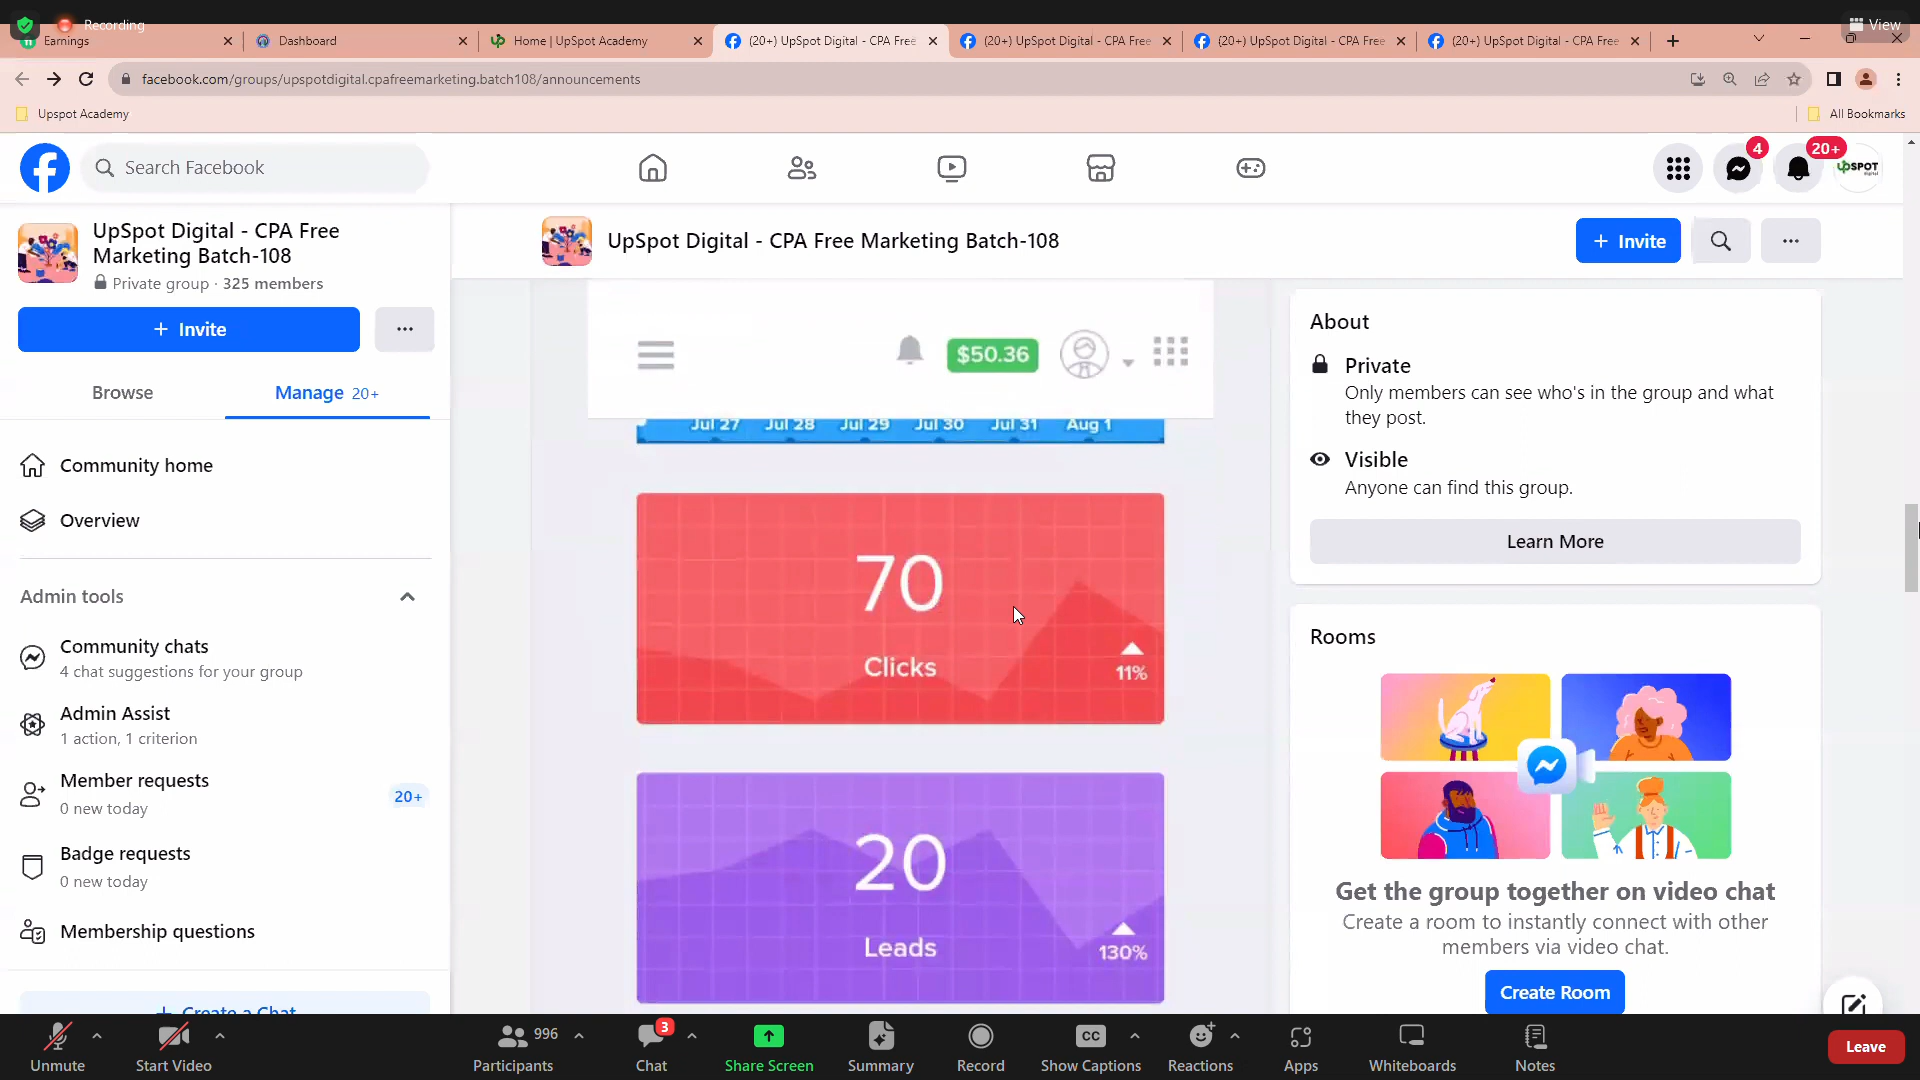 Recording
View
Earnings
Dashboard
Home | UpSpot Academy
(20+) UpSpot Digital - CPA Free
(20+) UpSpot Digital - CPA Free
(20+) UpSpot Digital - CPA Free
(20+) UpSpot Digital - CPA Free
facebook.com/groups/upspotdigital.cpafreemarketing.batch108/announcements
Upspot Academy
All Bookmarks
Search Facebook
4
20+
UPSPOT
digital
UpSpot Digital - CPA Free
Marketing Batch-108
Private group · 325 members
+ Invite
Browse
Manage 20+
Community home
Overview
Admin tools
Community chats
4 chat suggestions for your group
Admin Assist
1 action, 1 criterion
Member requests
0 new today
20+
Badge requests
0 new today
Membership questions
+ Create a Chat
UpSpot Digital - CPA Free Marketing Batch-108
+ Invite
$50.36
Jul 27 Jul 28 Jul 29 Jul 30 Jul 31 Aug 1
70
Clicks
11%
20
Leads
130%
About
Private
Only members can see who's in the group and what
they post.
Visible
Anyone can find this group.
Learn More
Rooms
Get the group together on video chat
Create a room to instantly connect with other
members via video chat.
Create Room
Unmute
Start Video
996
Participants
3
Chat
Share Screen
Summary
Record
CC
Show Captions
Reactions
Apps
Whiteboards
Notes
Leave